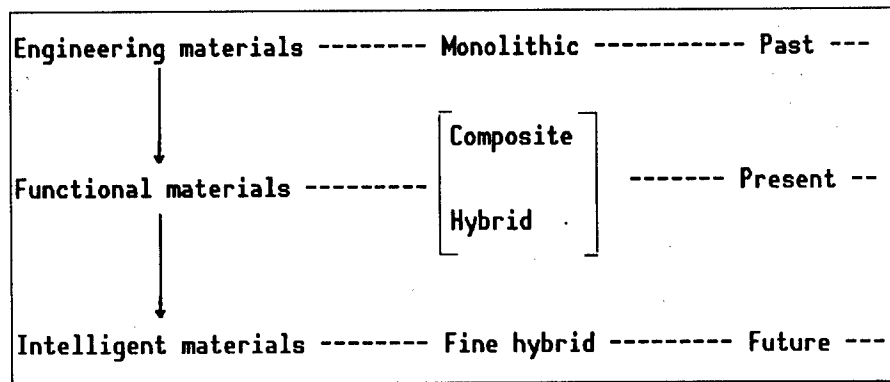 Engineering materials -------- Monolithic ----------- Past ---
Composite
Functional materials --------- ------- Present --
Hybrid
Intelligent materials -------- Fine hybrid --------- Future ---